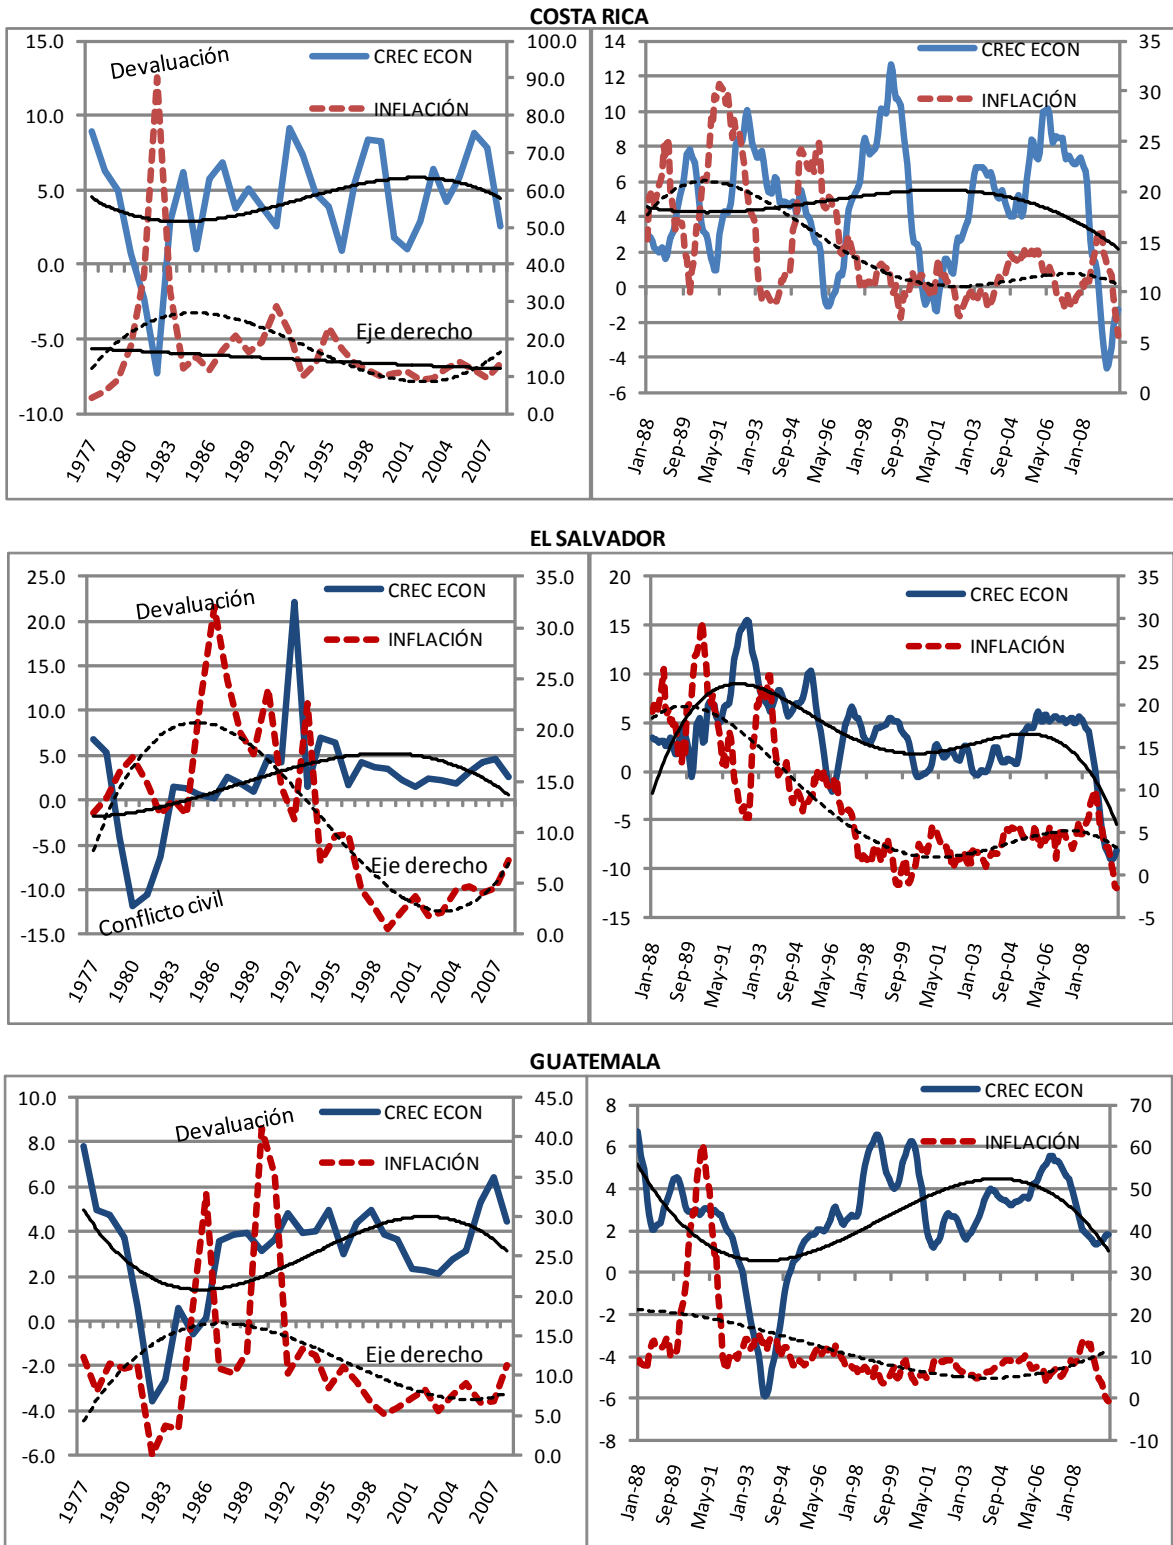 COSTA RICA
15.0
10.0
5.0
0.0
-5.0
-10.0
100.0
90.0
80.0
70.0
60.0
50.0
40.0
30.0
20.0
10.0
0.0
Devaluación
CREC ECON
INFLACIÓN
Eje derecho
1977
1980
1983
1986
1989
1992
1995
1998
2001
2004
2007
14
12
10
8
6
4
2
0
-2
-4
-6
35
30
25
20
15
10
5
0
CREC ECON
INFLACIÓN
Jan-88
Sep-89
May-91
Jan-93
Sep-94
May-96
Jan-98
Sep-99
May-01
Jan-03
Sep-04
May-06
Jan-08
EL SALVADOR
25.0
20.0
15.0
10.0
5.0
0.0
-5.0
-10.0
-15.0
35.0
30.0
25.0
20.0
15.0
10.0
5.0
0.0
Devaluación
CREC ECON
INFLACIÓN
Eje derecho
Conflicto civil
1977
1980
1983
1986
1989
1992
1995
1998
2001
2004
2007
20
15
10
5
0
-5
-10
-15
35
30
25
20
15
10
5
0
-5
CREC ECON
INFLACIÓN
Jan-88
Sep-89
May-91
Jan-93
Sep-94
May-96
Jan-98
Sep-99
May-01
Jan-03
Sep-04
May-06
Jan-08
GUATEMALA
10.0
8.0
6.0
4.0
2.0
0.0
-2.0
-4.0
-6.0
45.0
40.0
35.0
30.0
25.0
20.0
15.0
10.0
5.0
0.0
Devaluación
CREC ECON
INFLACIÓN
Eje derecho
1977
1980
1983
1986
1989
1992
1995
1998
2001
2004
2007
8
6
4
2
0
-2
-4
-6
-8
70
60
50
40
30
20
10
0
-10
CREC ECON
INFLACIÓN
Jan-88
Sep-89
May-91
Jan-93
Sep-94
May-96
Jan-98
Sep-99
May-01
Jan-03
Sep-04
May-06
Jan-08